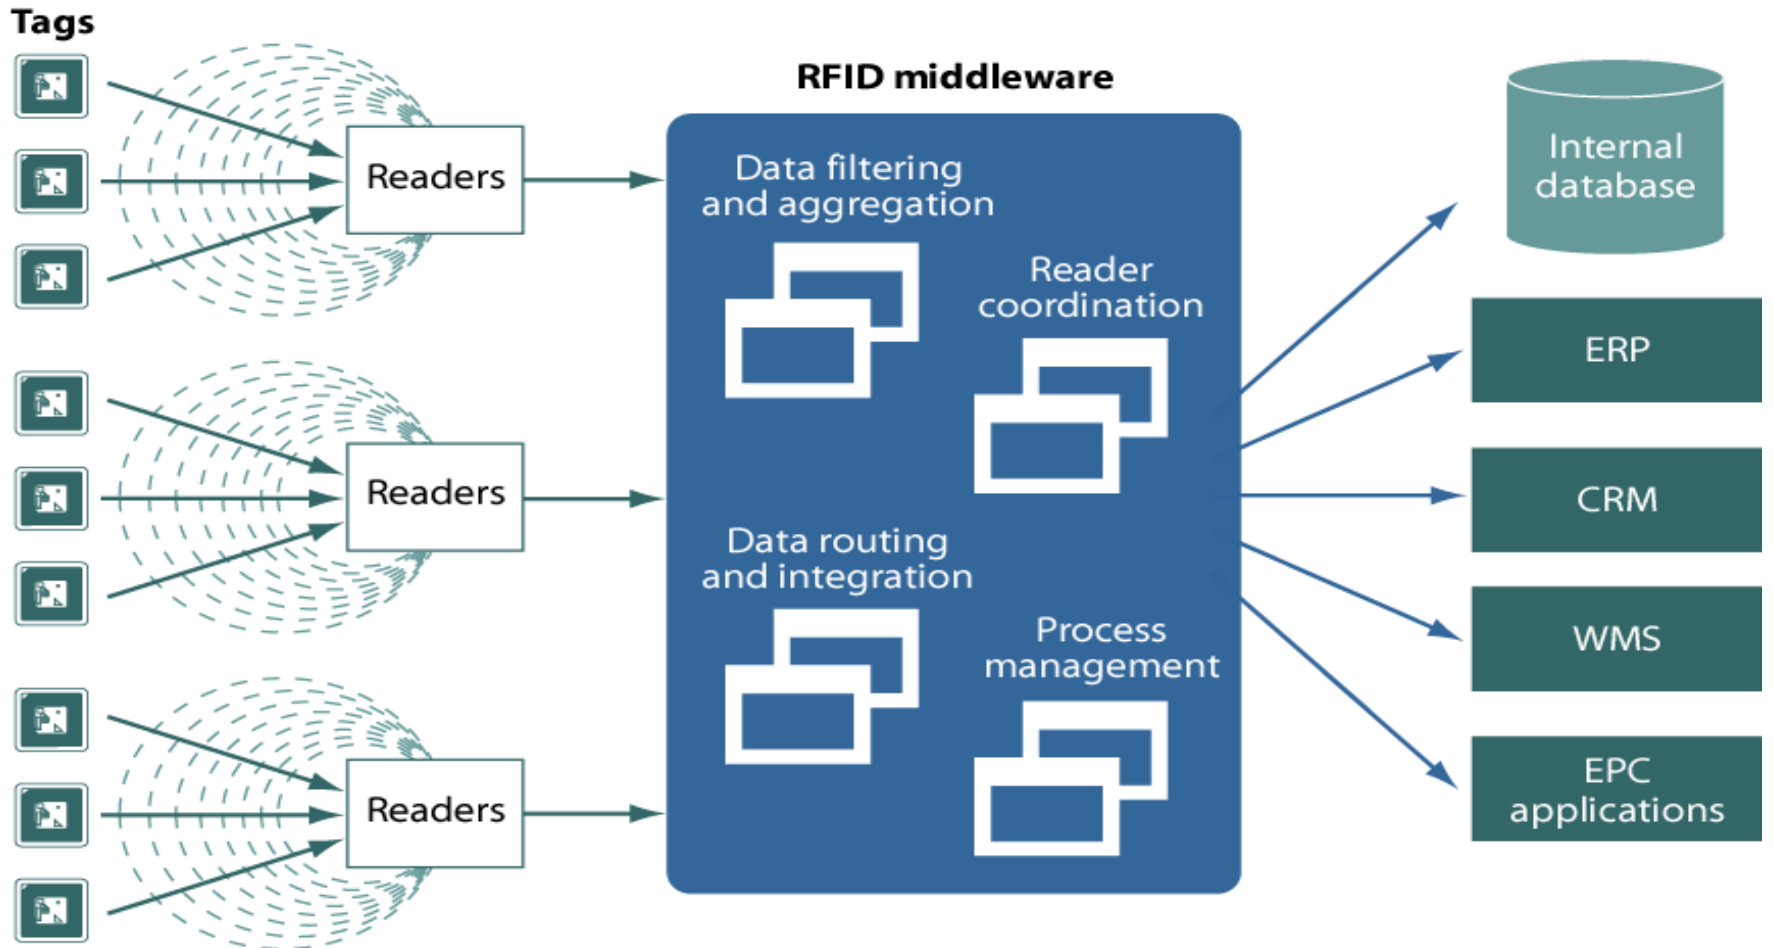 Tags
RFID middleware
Readers
Readers
Readers
Data filtering
and aggregation
Reader
coordination
Data routing
and integration
Process
management
Internal
database
ERP
CRM
WMS
EPC
applications